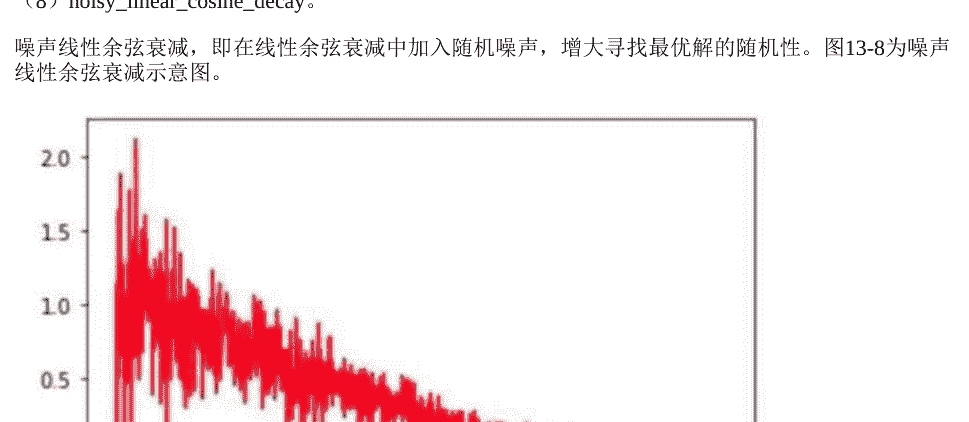 （8）noisy_linear_cosine_decay。
噪声线性余弦衰减，即在线性余弦衰减中加入随机噪声，增大寻找最优解的随机性。图13-8为噪声
线性余弦衰减示意图。
2.0
1.5
1.0
0.5